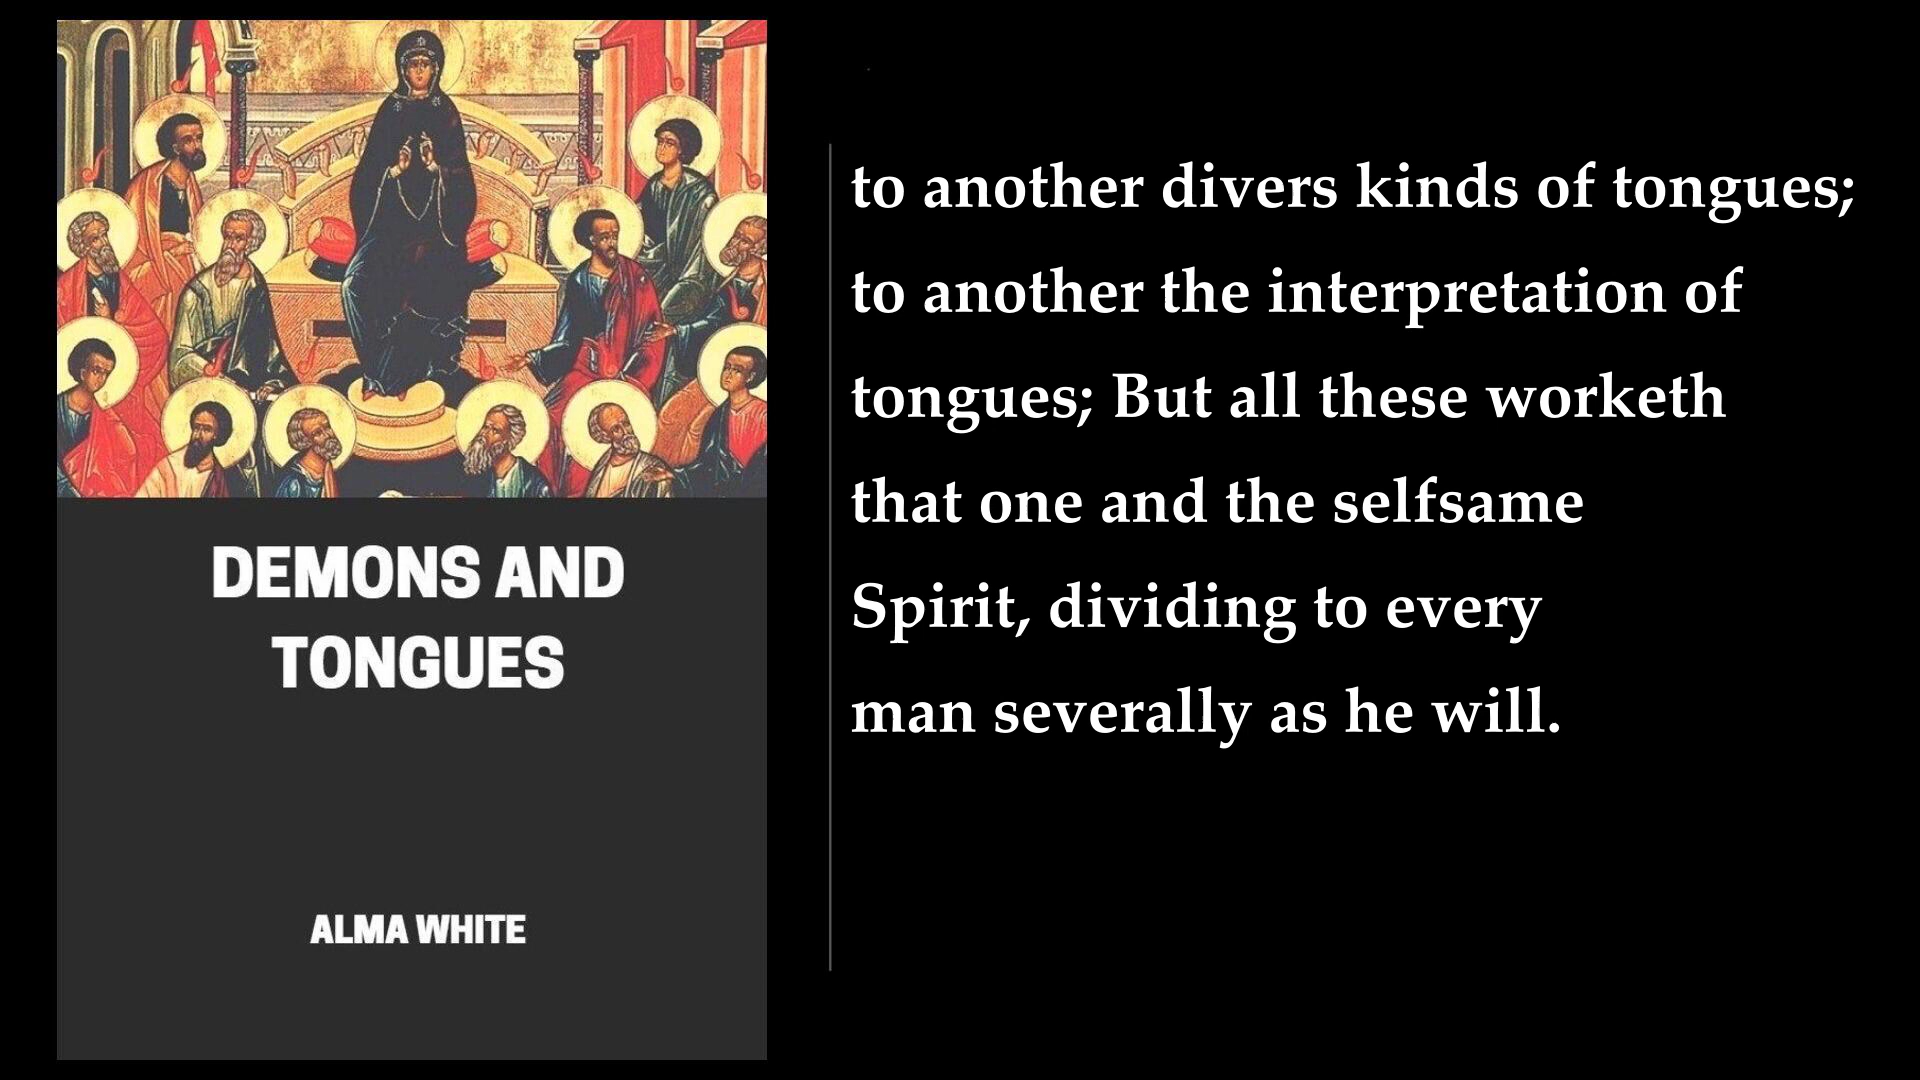 DEMONS AND
TONGUES
ALMA WHITE
to another divers kinds of tongues;
to another the interpretation of
tongues; But all these worketh
that one and the selfsame
Spirit, dividing to every
man severally as he will.